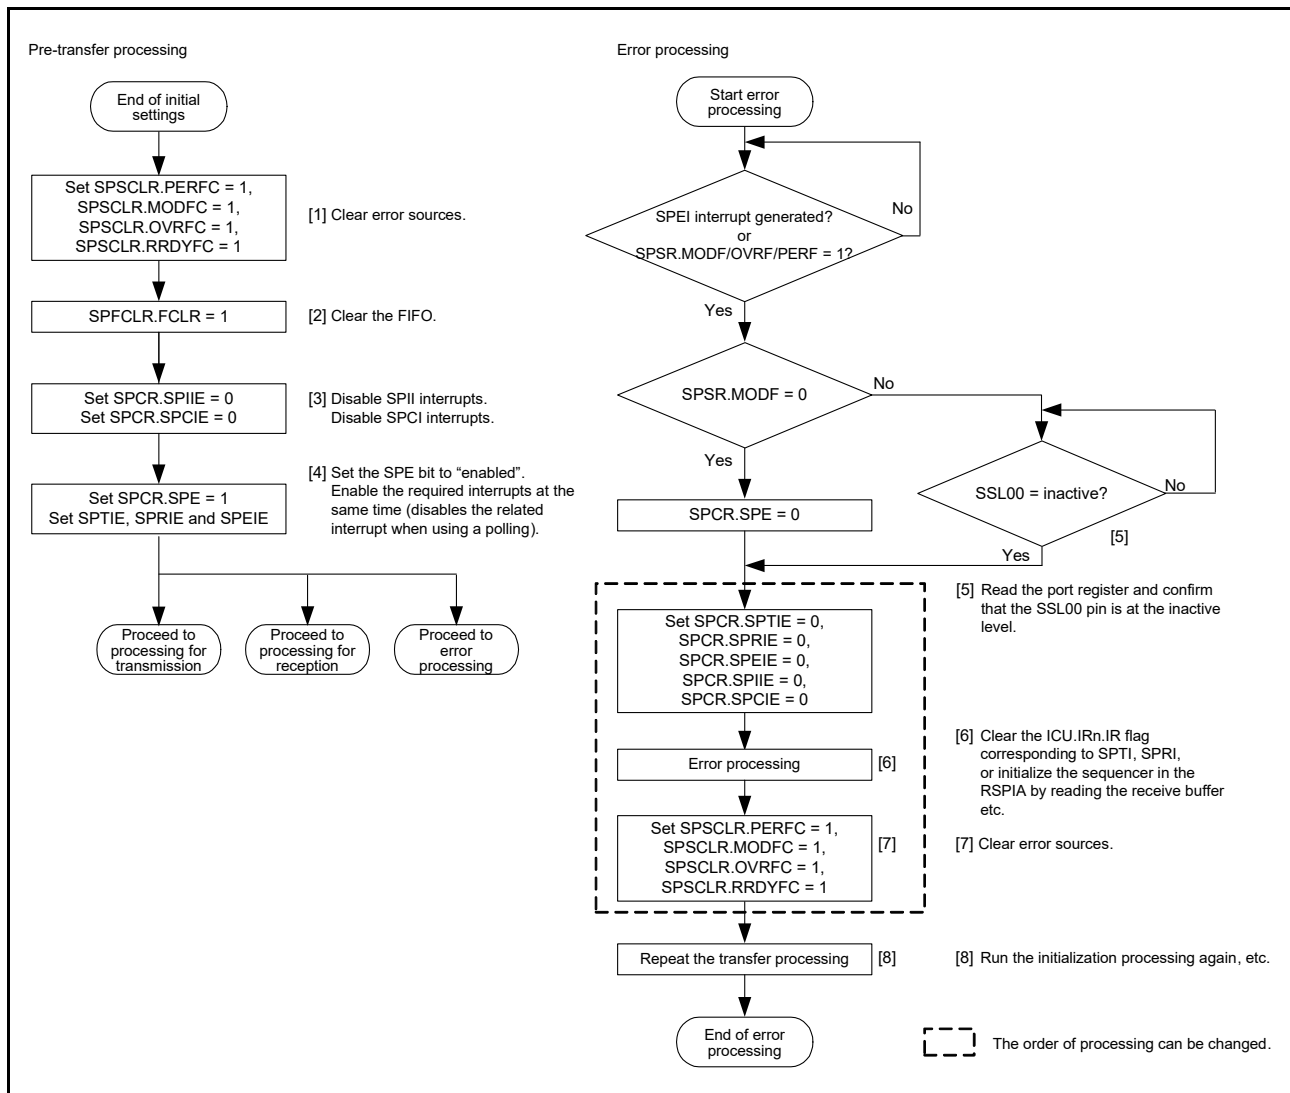 Pre-transfer processing
End of initial
settings
Set SPSCLR.PERFC = 1,
SPSCLR.MODFC = 1,
SPSCLR.OVRFC = 1,
SPSCLR.RRDYFC = 1
[1] Clear error sources.
SPFCLR.FCLR = 1
[2] Clear the FIFO.
Set SPCR.SPIIE = 0
Set SPCR.SPCIE = 0
[3] Disable SPII interrupts.
Disable SPCI interrupts.
Set SPCR.SPE = 1
Set SPTIE, SPRIE and SPEIE
[4] Set the SPE bit to “enabled”.
Enable the required interrupts at the
same time (disables the related
interrupt when using a polling).
Proceed to
processing for
transmission
Proceed to
processing for
reception
Proceed to
error
processing
Error processing
Start error
processing
SPEI interrupt generated?
or
SPSR.MODF/OVRF/PERF = 1?
No
Yes
SPSR.MODF = 0
No
Yes
SSL00 = inactive?
No
[5]
Yes
SPCR.SPE = 0
[5] Read the port register and confirm
that the SSL00 pin is at the inactive
level.
Set SPCR.SPTIE = 0,
SPCR.SPRIE = 0,
SPCR.SPEIE = 0,
SPCR.SPIIE = 0,
SPCR.SPCIE = 0
Error processing
[6]
[6] Clear the ICU.IRn.IR flag
corresponding to SPTI, SPRI,
or initialize the sequencer in the
RSPIA by reading the receive buffer
etc.
Set SPSCLR.PERFC = 1,
SPSCLR.MODFC = 1,
SPSCLR.OVRFC = 1,
SPSCLR.RRDYFC = 1
[7]
[7] Clear error sources.
Repeat the transfer processing
[8]
[8] Run the initialization processing again, etc.
End of error
processing
The order of processing can be changed.